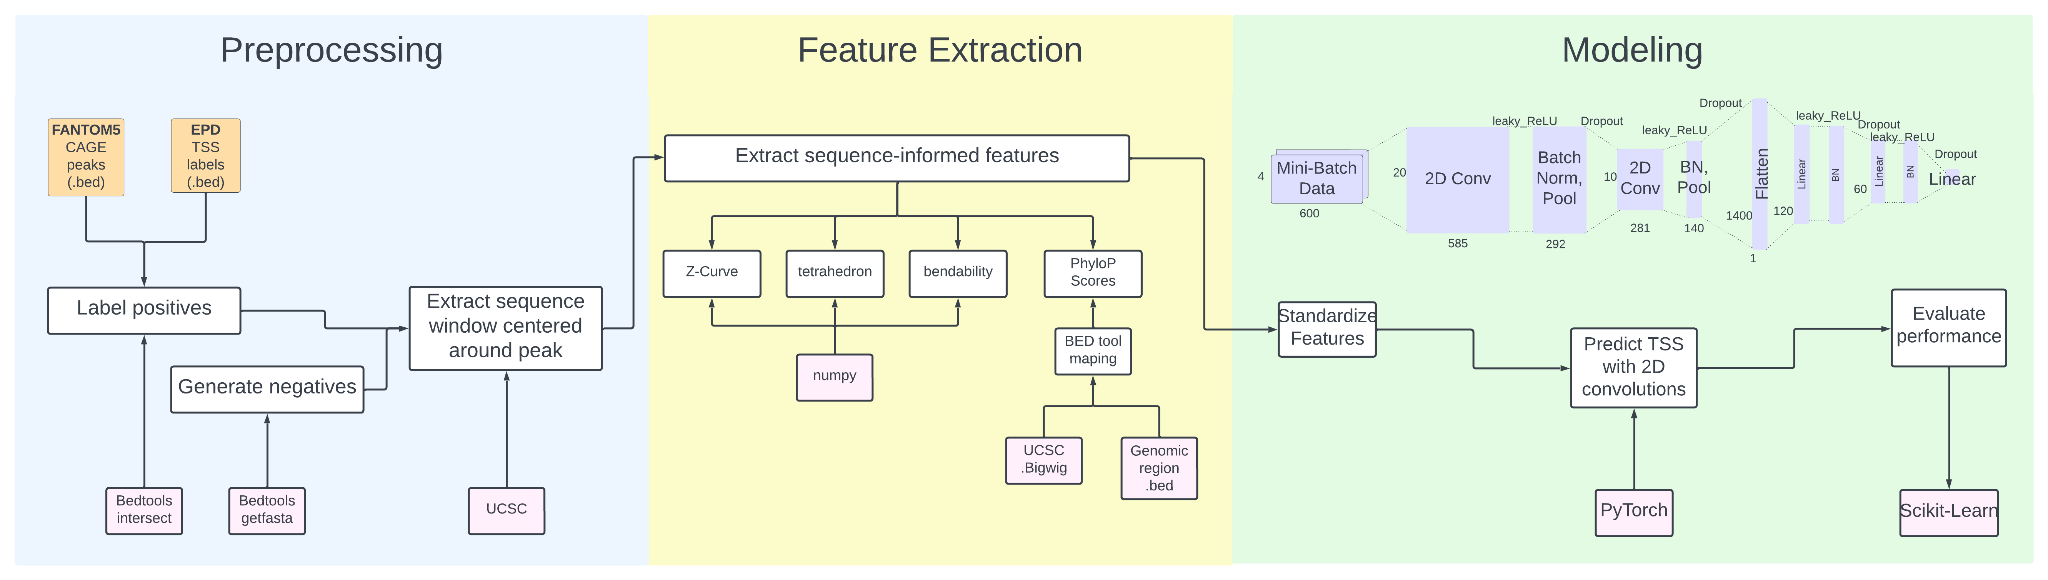 Preprocessing
FANTOM5
CAGE
peaks
(.bed)
EPD
TSS
labels
(.bed)
Label positives
Generate negatives
Extract sequence
window centered
around peak
Bedtools
intersect
Bedtools
getfasta
UCSC
Feature Extraction
Extract sequence-informed features
Z-Curve
tetrahedron
bendability
PhyloP
Scores
numpy
BED tool
maping
UCSC
.Bigwig
Genomic
region
.bed
Modeling
4
Mini-Batch
Data
600
20
2D Conv
585
leaky_ReLU
Batch
Norm,
Pool
292
Dropout
10
2D
Conv
281
leaky_ReLU
BN,
Pool
140
Dropout
1400
Flatten
1
120
Linear
leaky_ReLU
BN
Dropout
60
Linear
leaky_ReLU
BN
Dropout
Linear
Standardize
Features
Predict TSS
with 2D
convolutions
Evaluate
performance
PyTorch
Scikit-Learn